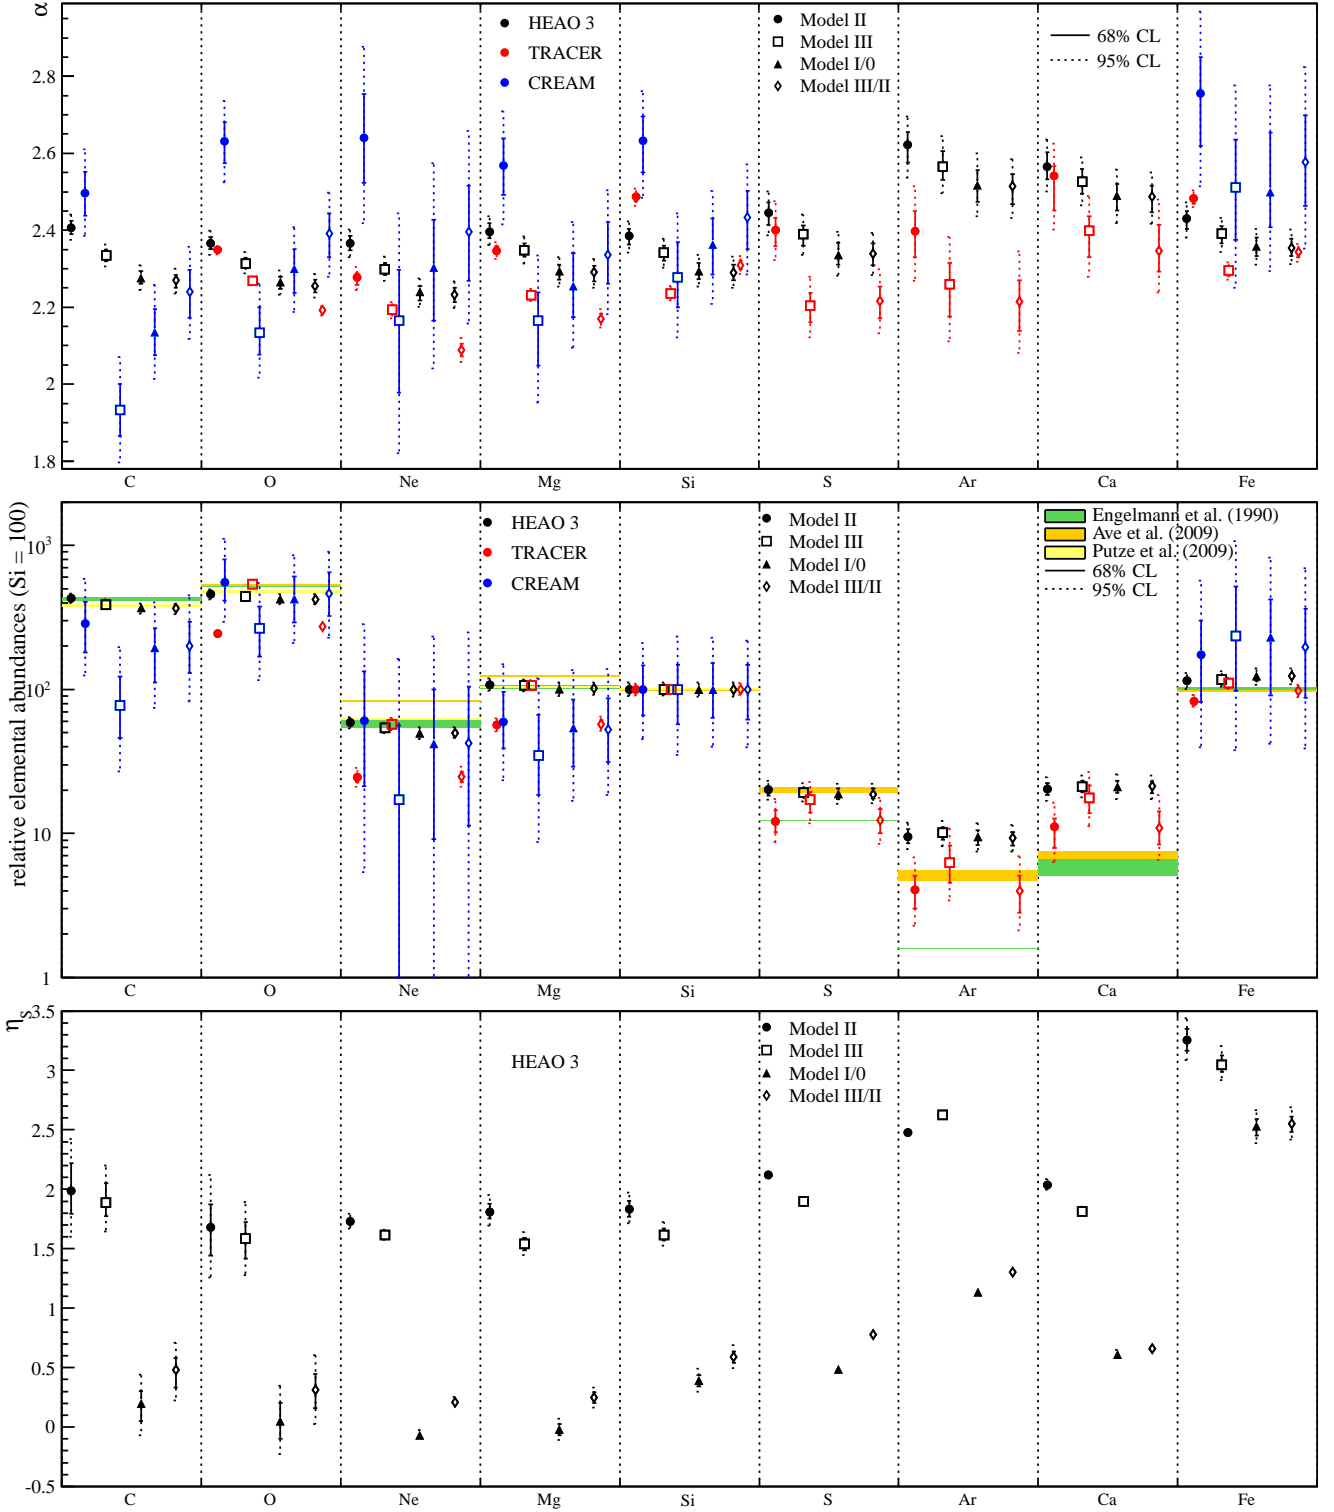 α
HEAO 3
TRACER
CREAM
Model II
Model III
Model I/0
Model III/II
68% CL
95% CL
2.8
2.6
2.4
2.2
2
1.8
C O Ne Mg Si S Ar Ca Fe
relative elemental abundances (Si = 100)
HEAO 3
TRACER
CREAM
Model II
Model III
Model I/0
Model III/II
Engelmann et al. (1990)
Ave et al. (2009)
Putze et al. (2009)
68% CL
95% CL
10³
10²
10
1
C O Ne Mg Si S Ar Ca Fe
ηS
HEAO 3
Model II
Model III
Model I/0
Model III/II
3.5
3
2.5
2
1.5
1
0.5
0
-0.5
C O Ne Mg Si S Ar Ca Fe